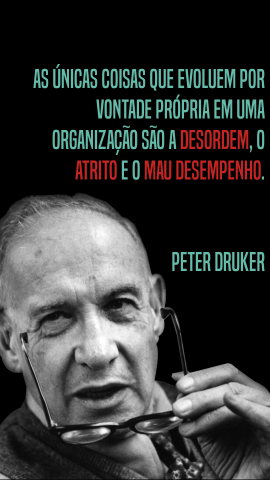 AS ÚNICAS COISAS QUE EVOLUEM POR
VONTADE PRÓPRIA EM UMA
ORGANIZAÇÃO SÃO A DESORDEM, O
ATRITO E O MAU DESEMPENHO.
PETER DRUKER